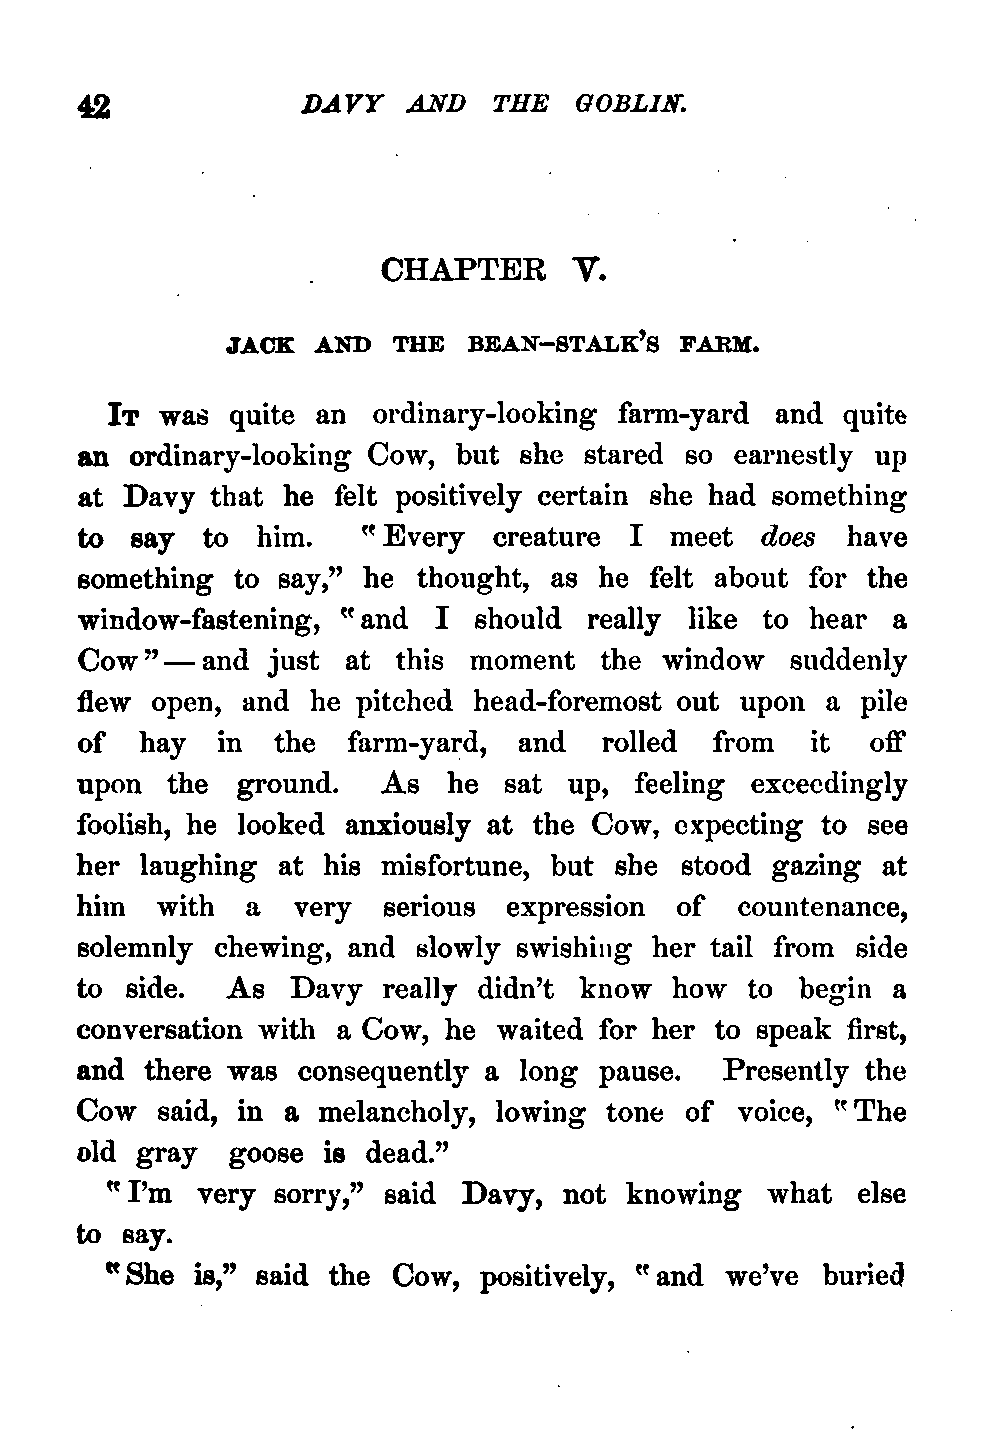 42 DAVY AND THE GOBLIN.
CHAPTER V.
JACK AND THE BEAN-STALK'S FARM.
IT was quite an ordinary-looking farm-yard and quite
an ordinary-looking Cow, but she stared so earnestly up
at Davy that he felt positively certain she had something
to say to him. "Every creature I meet does have
something to say," he thought, as he felt about for the
window-fastening, "and I should really like to hear a
Cow"—and just at this moment the window suddenly
flew open, and he pitched head-foremost out upon a pile
of hay in the farm-yard, and rolled from it off
upon the ground. As he sat up, feeling exceedingly
foolish, he looked anxiously at the Cow, expecting to see
her laughing at his misfortune, but she stood gazing at
him with a very serious expression of countenance,
solemnly chewing, and slowly swishing her tail from side
to side. As Davy really didn't know how to begin a
conversation with a Cow, he waited for her to speak first,
and there was consequently a long pause. Presently the
Cow said, in a melancholy, lowing tone of voice, "The
old gray goose is dead."
"I'm very sorry," said Davy, not knowing what else
to say.
"She is," said the Cow, positively, "and we've buried